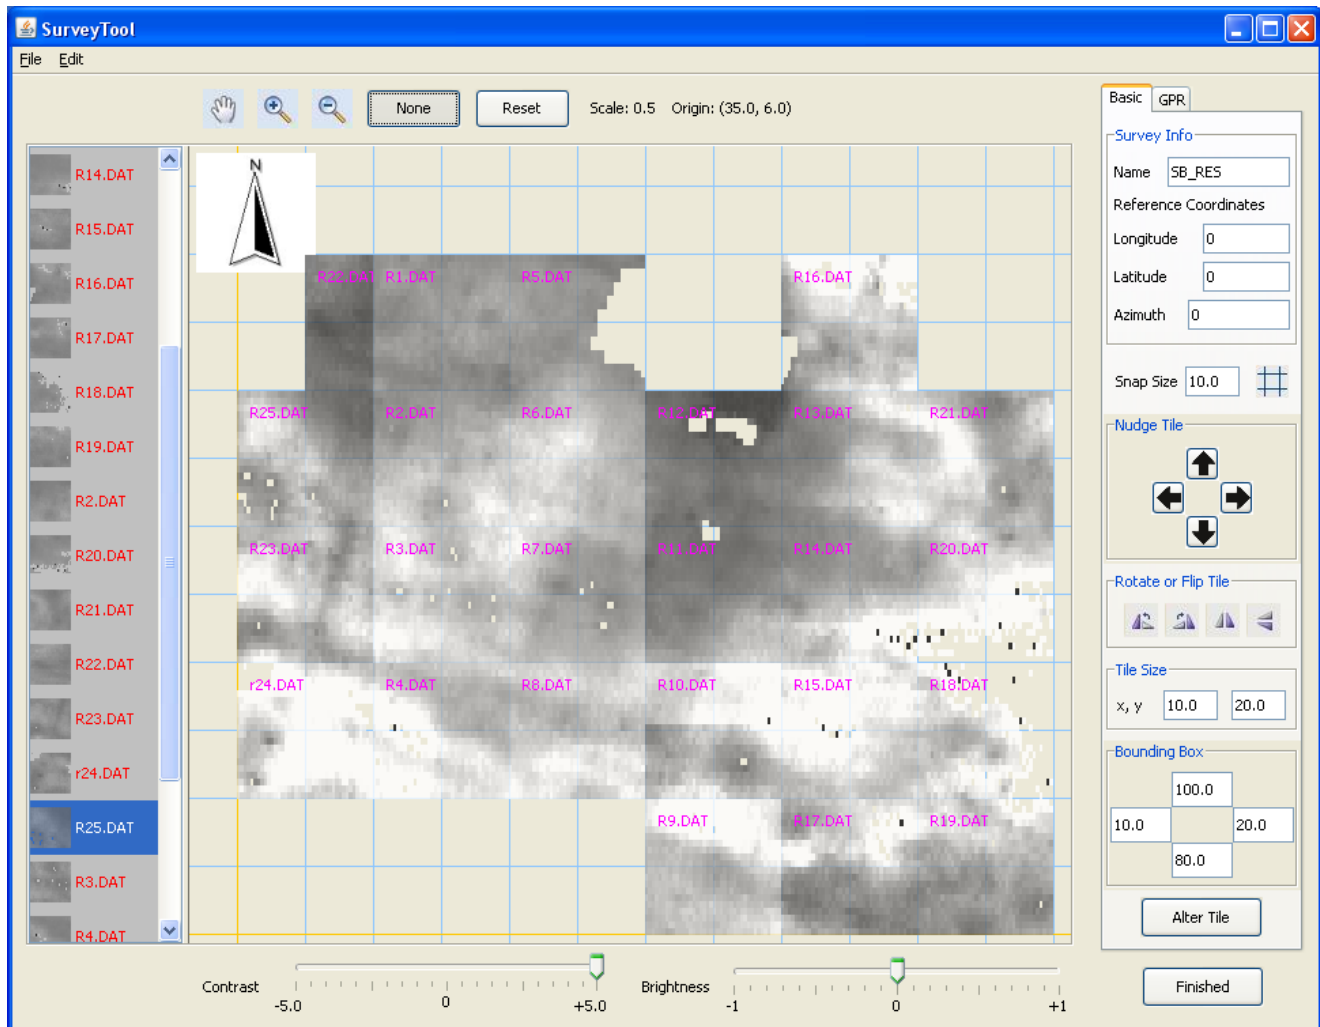 SurveyTool
File Edit
None Reset Scale: 0.5 Origin: (35.0, 6.0)
R14.DAT
R15.DAT
R16.DAT
R17.DAT
R18.DAT
R19.DAT
R2.DAT
R20.DAT
R21.DAT
R22.DAT
R23.DAT
r24.DAT
R25.DAT
R3.DAT
R4.DAT
N
R22.DAT R1.DAT R5.DAT R16.DAT
R25.DAT R2.DAT R6.DAT R12.DAT R13.DAT R21.DAT
R23.DAT R3.DAT R7.DAT R11.DAT R14.DAT R20.DAT
r24.DAT R4.DAT R8.DAT R10.DAT R15.DAT R18.DAT
R9.DAT R17.DAT R19.DAT
Contrast
-5.0 0 +5.0
Brightness
-1 0 +1
Basic GPR
Survey Info
Name SB_RES
Reference Coordinates
Longitude 0
Latitude 0
Azimuth 0
Snap Size 10.0
Nudge Tile
Rotate or Flip Tile
Tile Size
x, y 10.0 20.0
Bounding Box
100.0
10.0 20.0
80.0
Alter Tile
Finished